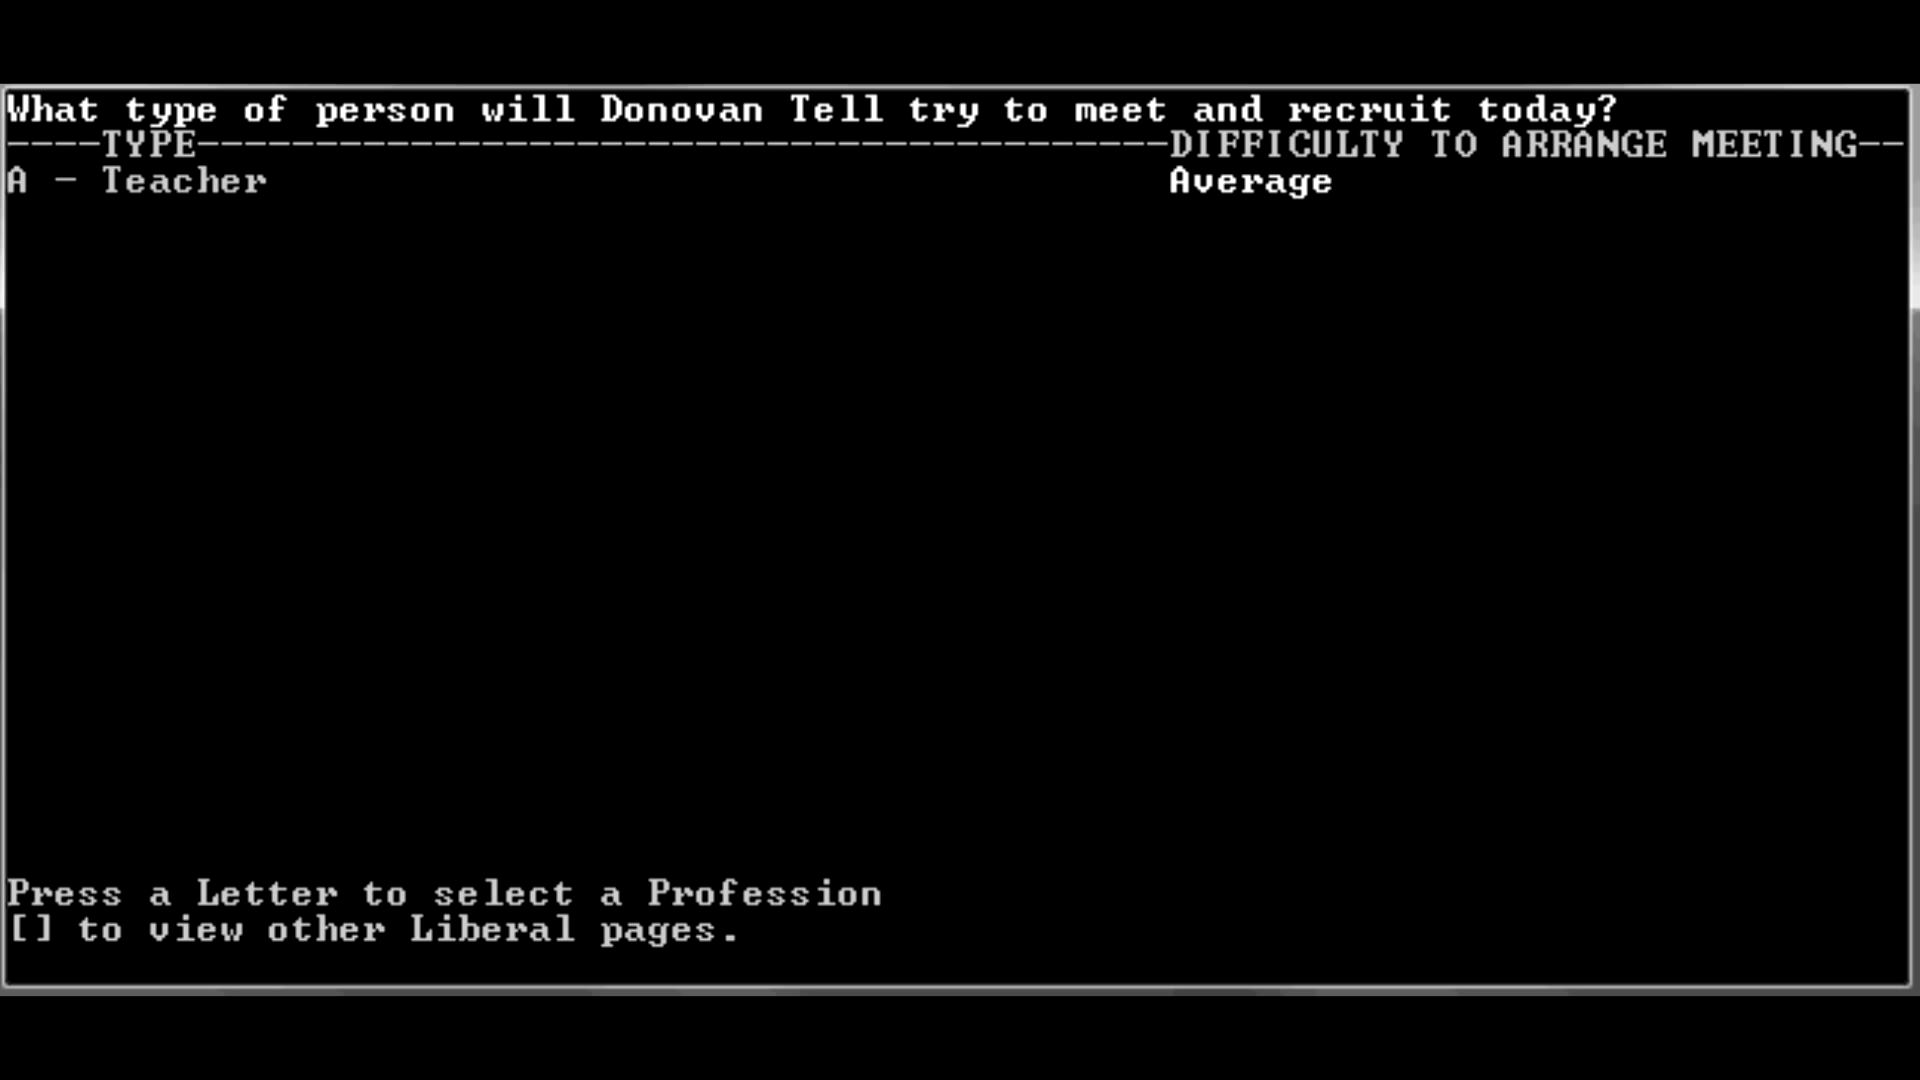 What type of person will Donovan Tell try to meet and recruit today?
----TYPE-----------------------------------------DIFFICULTY TO ARRANGE MEETING--
A - Teacher Average
Press a Letter to select a Profession
[] to view other Liberal pages.